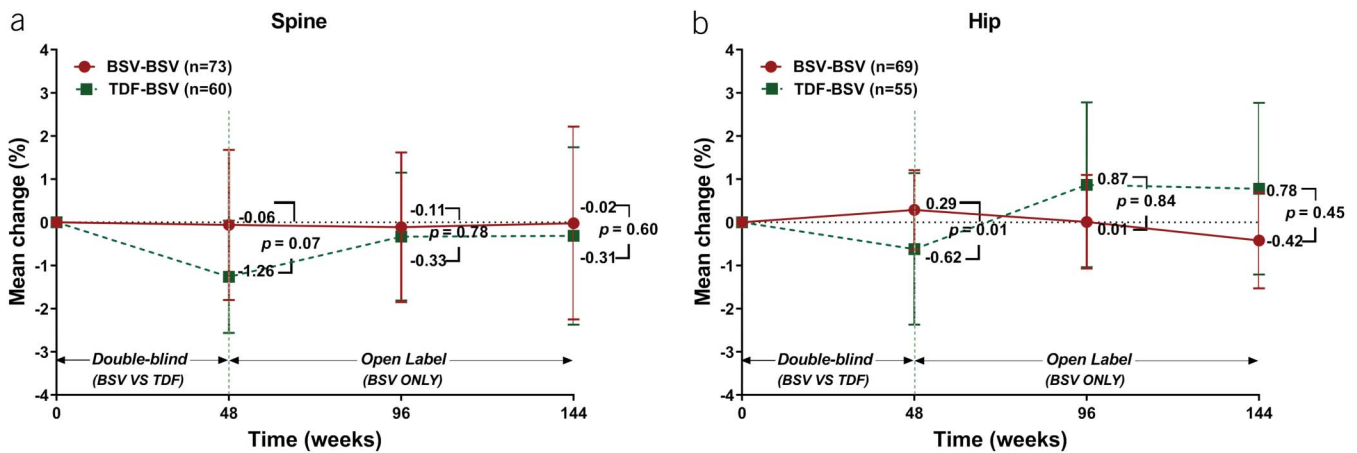 a
Spine
Mean change (%)
4
3
2
1
0
-1
-2
-3
-4
BSV-BSV (n=73)
TDF-BSV (n=60)
-0.06
p = 0.07
-1.26
-0.11
p = 0.78
-0.33
-0.02
p = 0.60
-0.31
Double-blind
(BSV VS TDF)
Open Label
(BSV ONLY)
0
48
96
144
Time (weeks)
b
Hip
Mean change (%)
4
3
2
1
0
-1
-2
-3
-4
BSV-BSV (n=69)
TDF-BSV (n=55)
0.29
p = 0.01
-0.62
0.87
p = 0.84
0.01
0.78
p = 0.45
-0.42
Double-blind
(BSV VS TDF)
Open Label
(BSV ONLY)
0
48
96
144
Time (weeks)